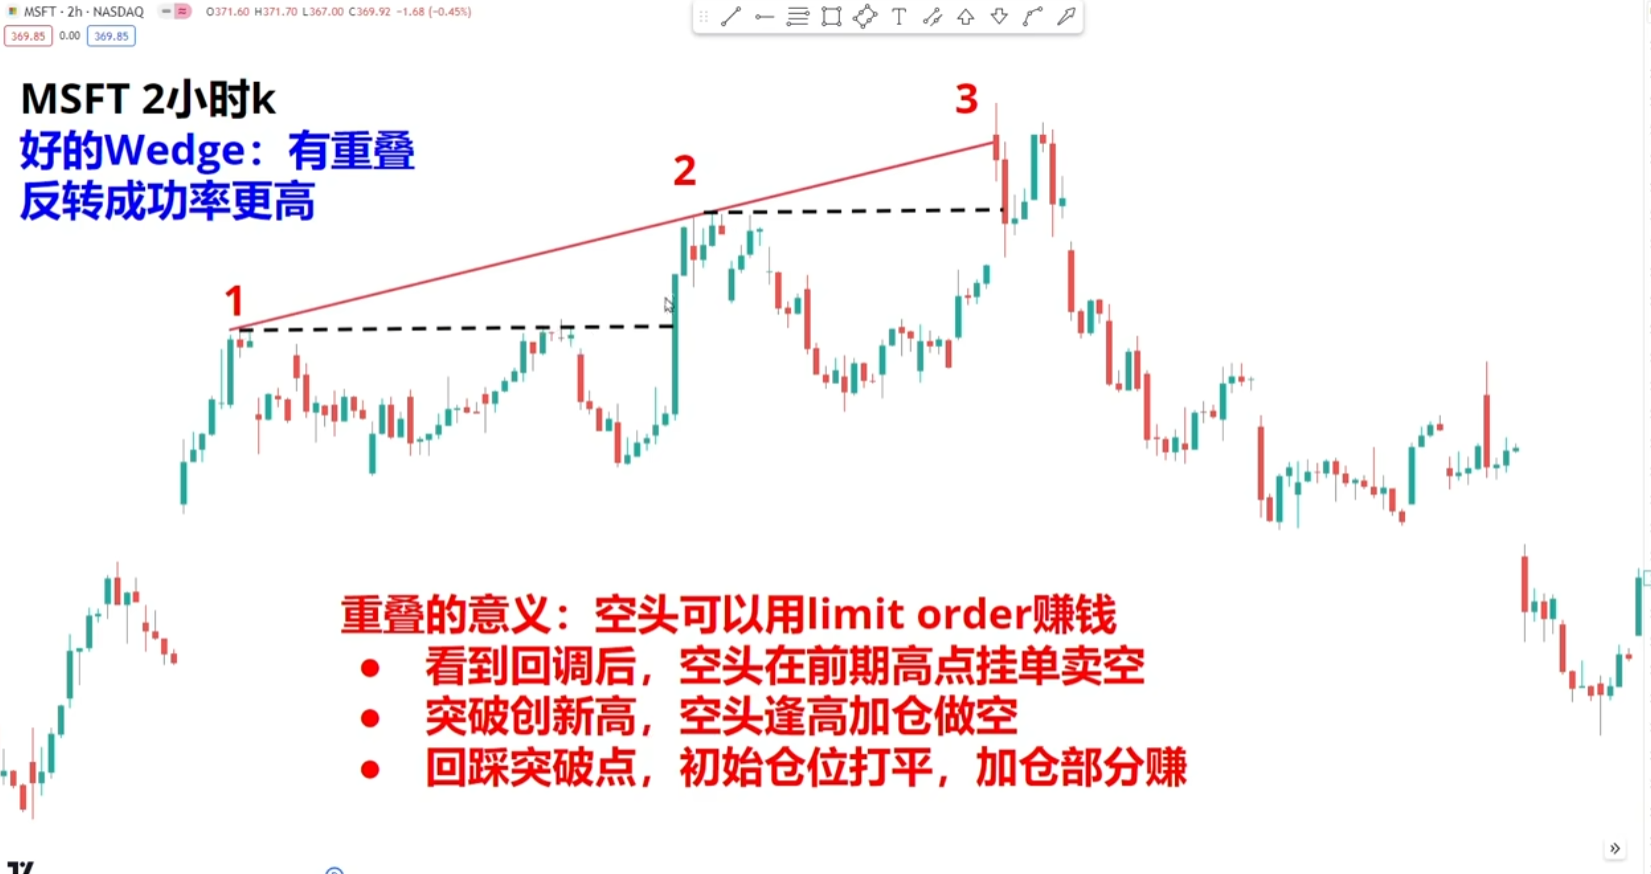 MSFT · 2h · NASDAQ O371.60 H371.70 L367.00 C369.92 −1.68 (−0.45%)
369.85 0.00 369.85
MSFT 2小时k
好的Wedge：有重叠
反转成功率更高
3
2
1
重叠的意义：空头可以用limit order赚钱
● 看到回调后，空头在前期高点挂单卖空
● 突破创新高，空头逢高加仓做空
● 回踩突破点，初始仓位打平，加仓部分赚